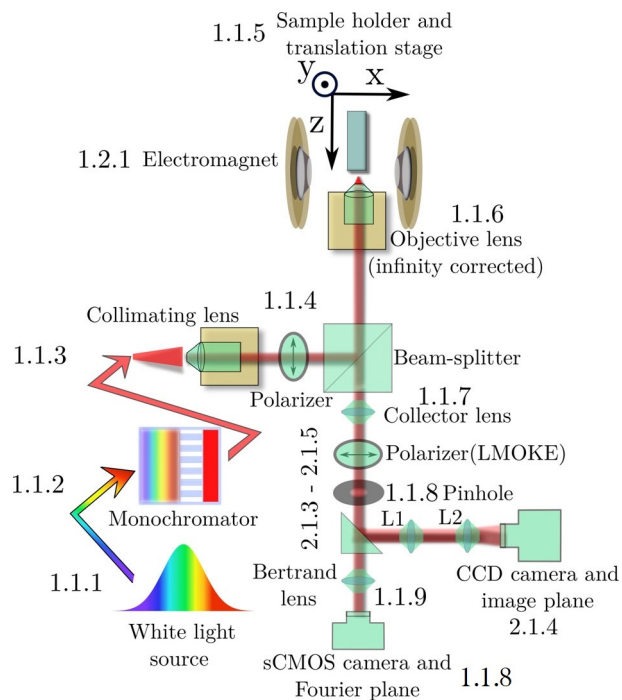 1.1.5
Sample holder and
translation stage
y
x
z
1.2.1
Electromagnet
1.1.6
Objective lens
(infinity corrected)
1.1.4
Collimating lens
1.1.3
Beam-splitter
Polarizer
1.1.7
Collector lens
Polarizer(LMOKE)
2.1.3 - 2.1.5
1.1.8 Pinhole
1.1.2
Monochromator
L1
L2
1.1.1
Bertrand
lens
CCD camera and
image plane
2.1.4
1.1.9
White light
source
sCMOS camera and
Fourier plane
1.1.8